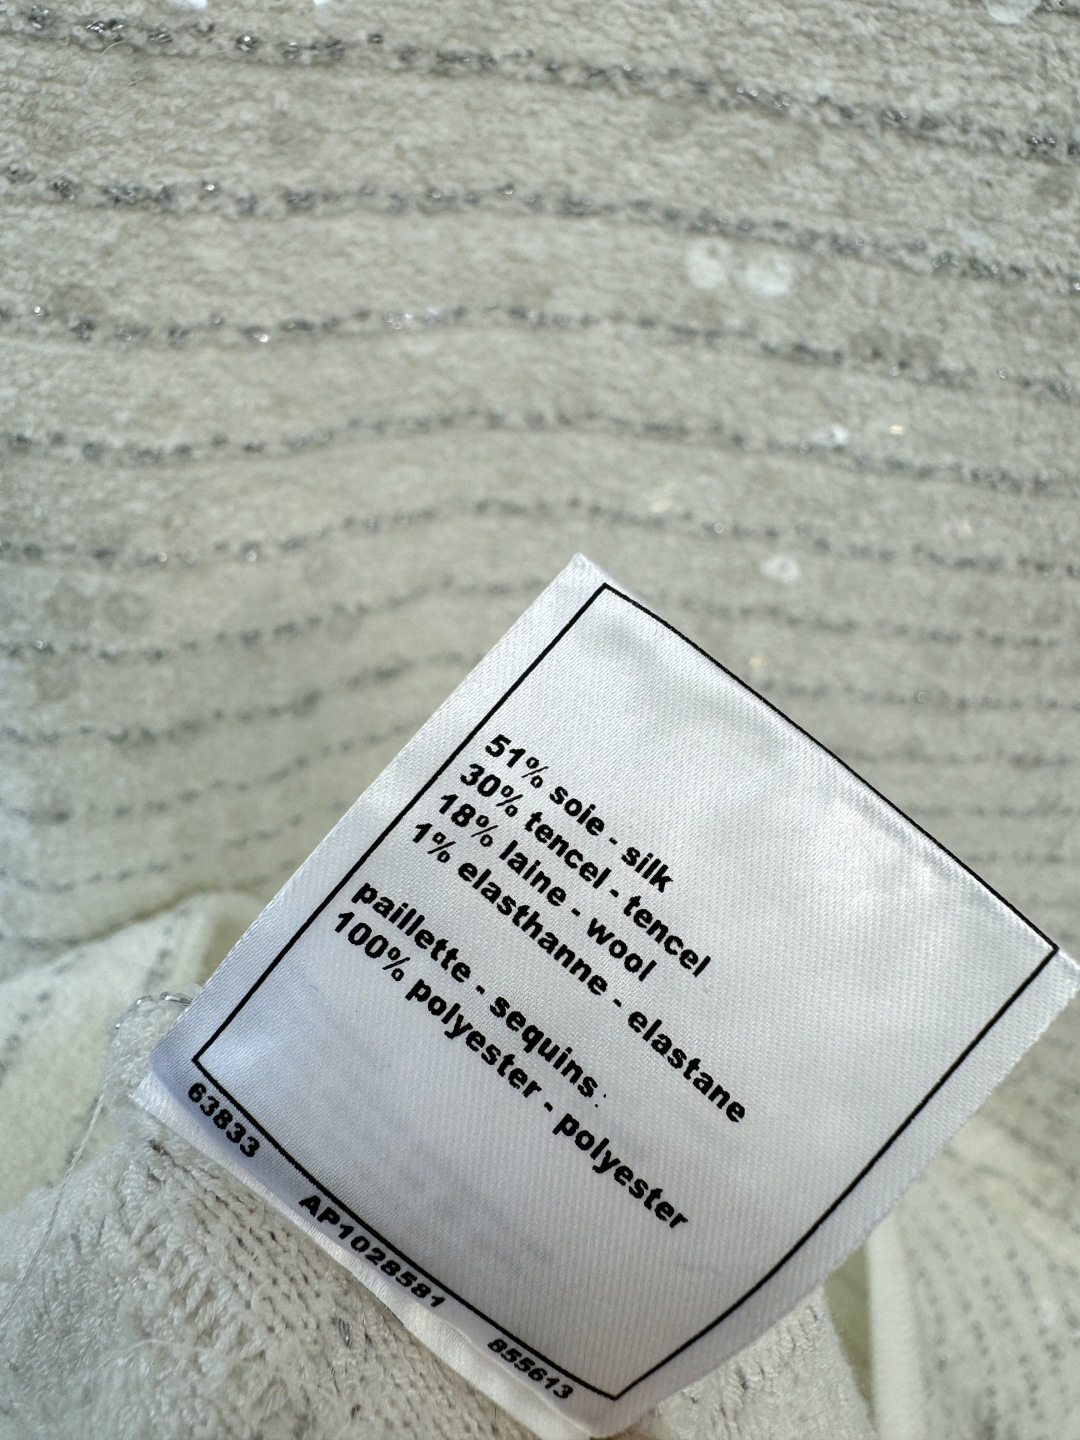 51% soie - silk
30% tencel - tencel
18% laine - wool
1% elasthanne - elastane
paillette - sequins :
100% polyester - polyester
63833
AP1028581
855613